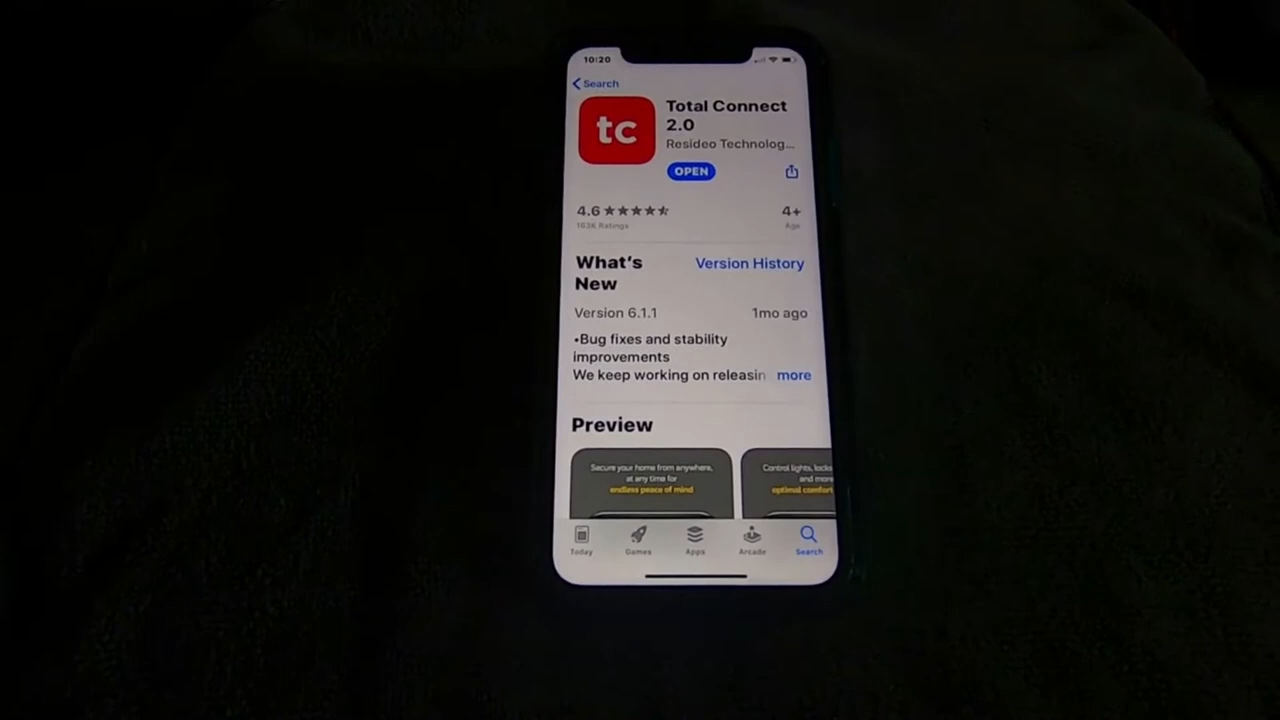 10:20
Search
tc
Total Connect
2.0
Resideo Technolog...
OPEN
4.6
4+
193K Ratings
Age
What's
New
Version History
Version 6.1.1
1mo ago
•Bug fixes and stability
improvements
We keep working on releasin more
Preview
Secure your home from anywhere,
at any time for
endless peace of mind
Control lights, locks
and more
optimal comfort
Today
Games
Apps
Arcade
Search